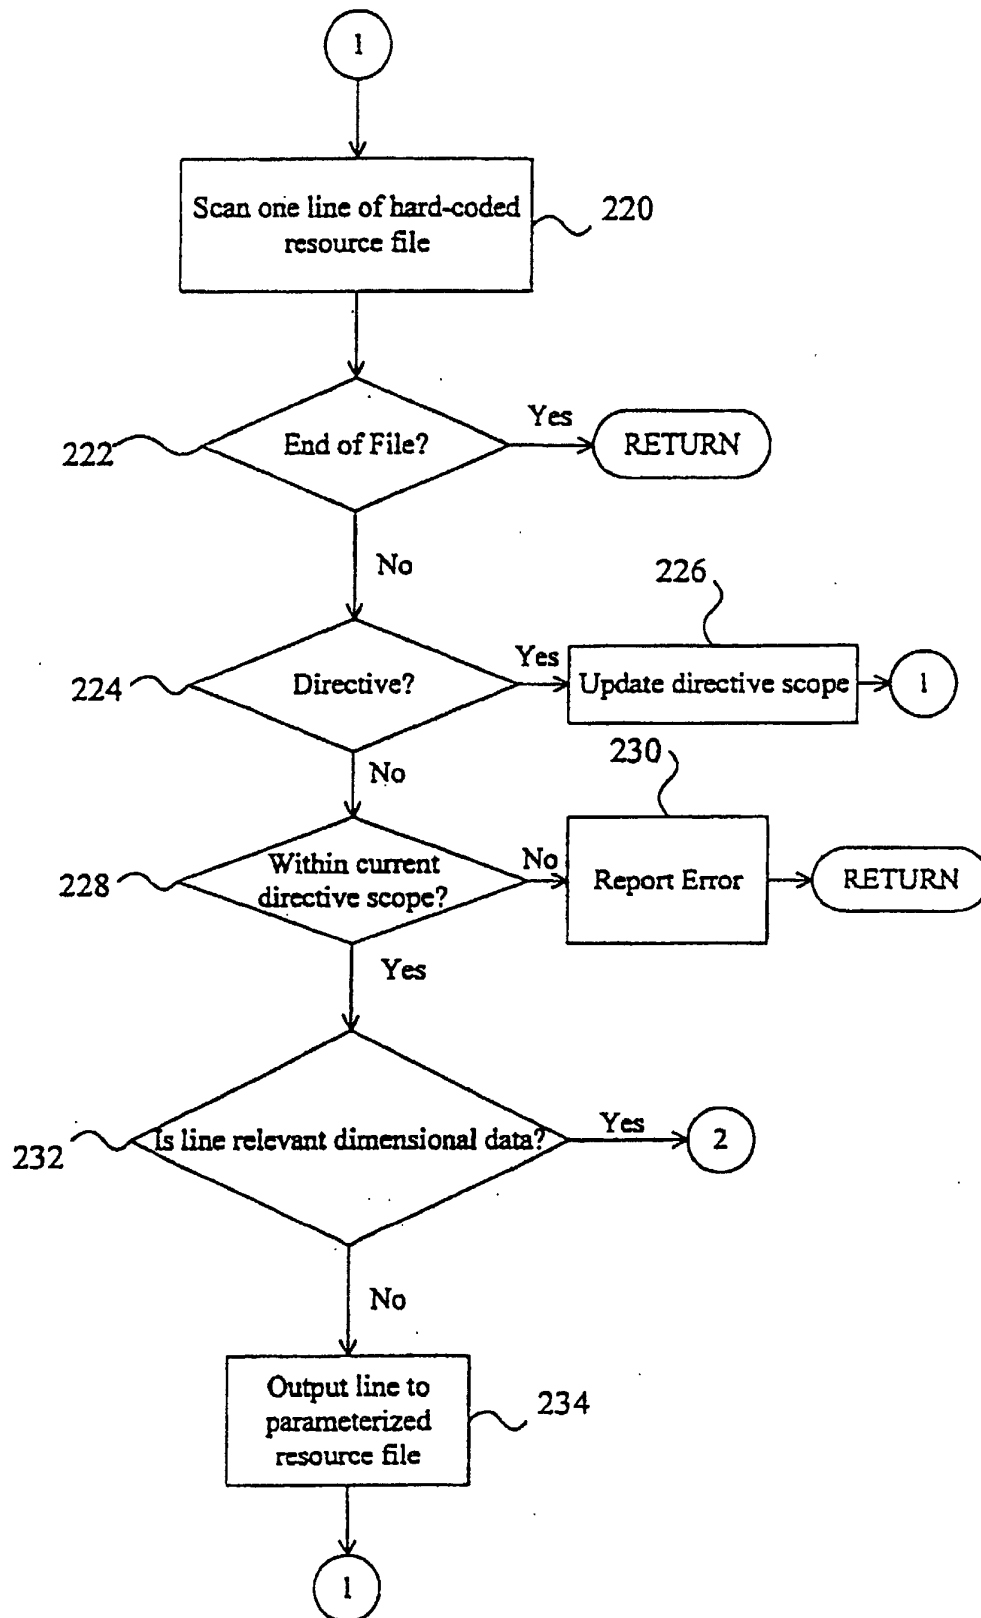 1
Scan one line of hard-coded
resource file
220
End of File?
222
Yes
RETURN
No
226
Directive?
224
Yes
Update directive scope
1
No
230
Within current
directive scope?
228
No
Report Error
RETURN
Yes
Is line relevant dimensional data?
232
Yes
2
No
Output line to
parameterized
resource file
234
1